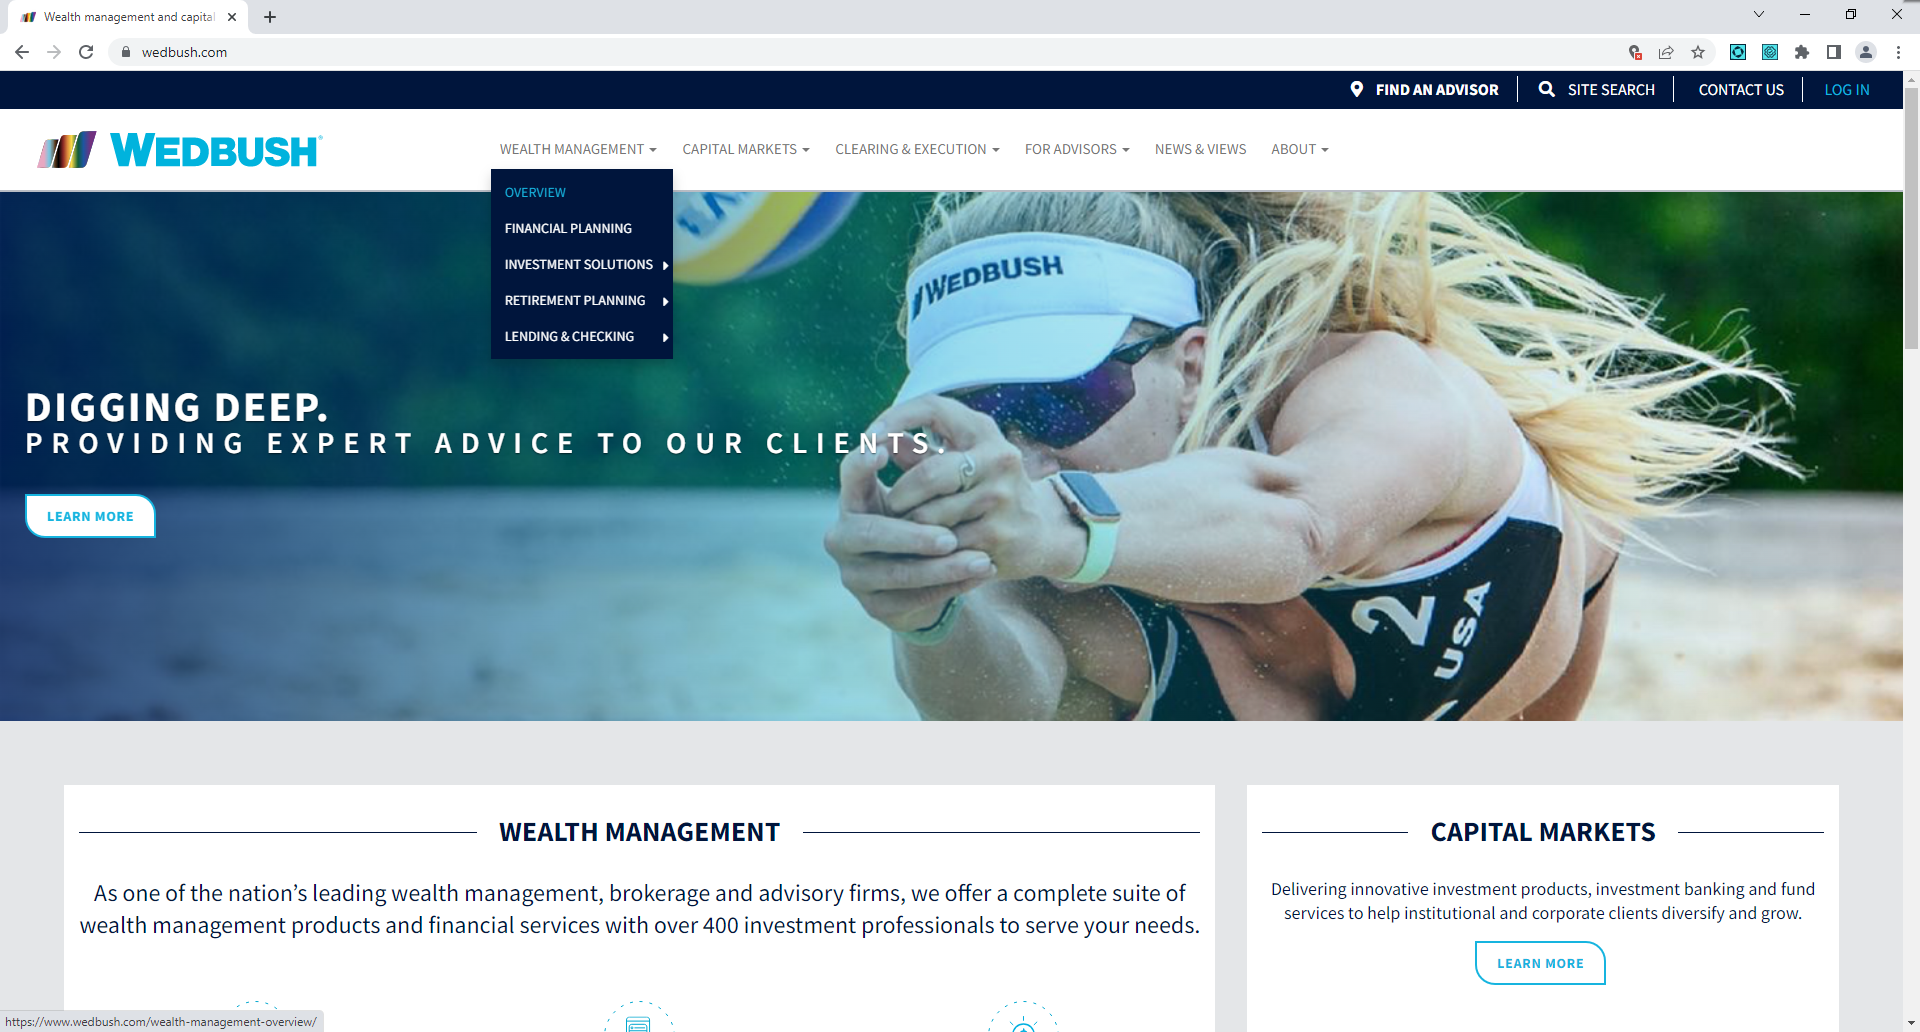 Wealth management and capita
wedbush.com
FIND AN ADVISOR
SITE SEARCH
CONTACT US
LOG IN
WEDBUSH®
WEALTH MANAGEMENT
CAPITAL MARKETS
CLEARING & EXECUTION
FOR ADVISORS
NEWS & VIEWS
ABOUT
OVERVIEW
FINANCIAL PLANNING
INVESTMENT SOLUTIONS
RETIREMENT PLANNING
LENDING & CHECKING
WEDBUSH
DIGGING DEEP.
PROVIDING EXPERT ADVICE TO OUR CLIENTS.
LEARN MORE
2
USA
WEALTH MANAGEMENT
As one of the nation’s leading wealth management, brokerage and advisory firms, we offer a complete suite of
wealth management products and financial services with over 400 investment professionals to serve your needs.
CAPITAL MARKETS
Delivering innovative investment products, investment banking and fund
services to help institutional and corporate clients diversify and grow.
LEARN MORE
https://www.wedbush.com/wealth-management-overview/